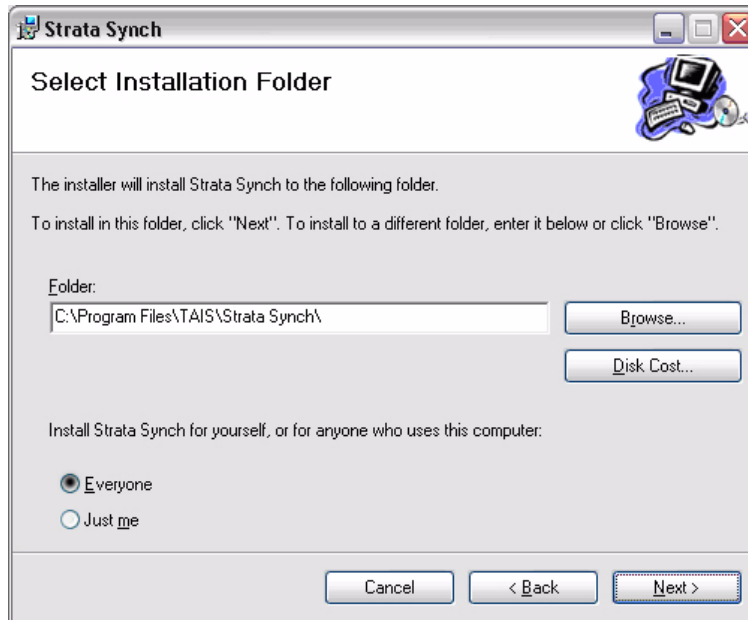 Strata Synch
Select Installation Folder
The installer will install Strata Synch to the following folder.
To install in this folder, click "Next". To install to a different folder, enter it below or click "Browse".
Folder:
C:\Program Files\TAIS\Strata Synch\
Browse...
Disk Cost...
Install Strata Synch for yourself, or for anyone who uses this computer:
Everyone
Just me
Cancel
< Back
Next >